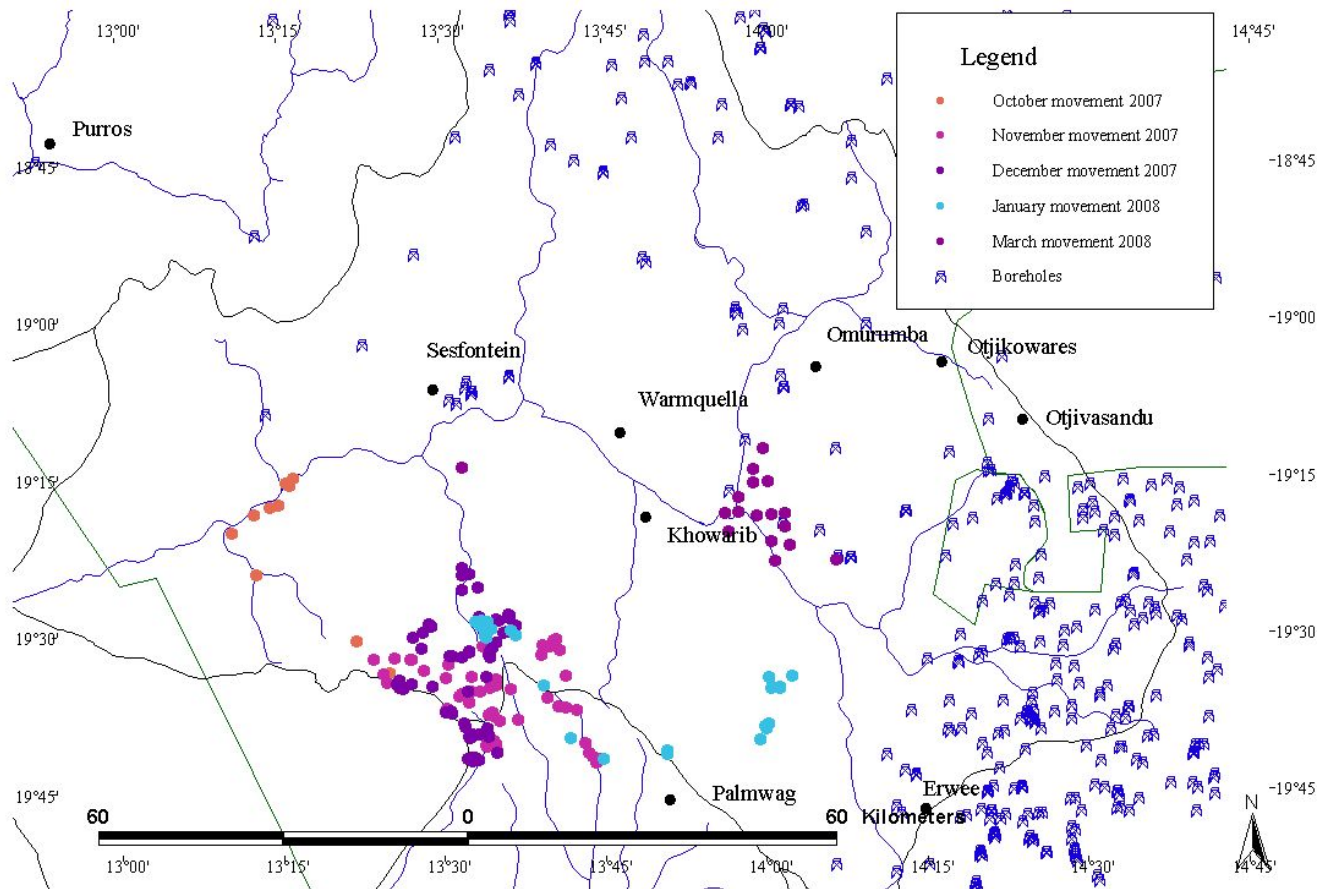 13°00' 13°15' 13°30' 13°45' 14°00' 14°45'
Legend
October movement 2007
November movement 2007
December movement 2007
January movement 2008
March movement 2008
Boreholes
Purros
18°45' 18°45'
19°00' 19°00'
Omurumba
Otjikowares
Sesfontein
Warmquella
Otjivasandu
19°15' 19°15'
Khowarib
19°30' 19°30'
19°45' 19°45'
Palmwag
Erwee
N
60 0 60 Kilometers
13°00' 13°15' 13°30' 13°45' 14°00' 14°15' 14°30' 14°45'